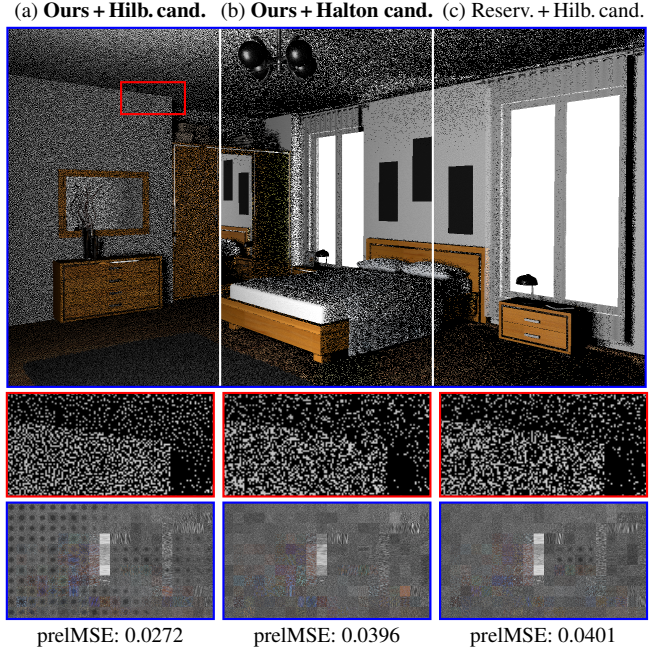 (a) Ours + Hilb. cand. (b) Ours + Halton cand. (c) Reserv. + Hilb. cand.
prelMSE: 0.0272 prelMSE: 0.0396 prelMSE: 0.0401